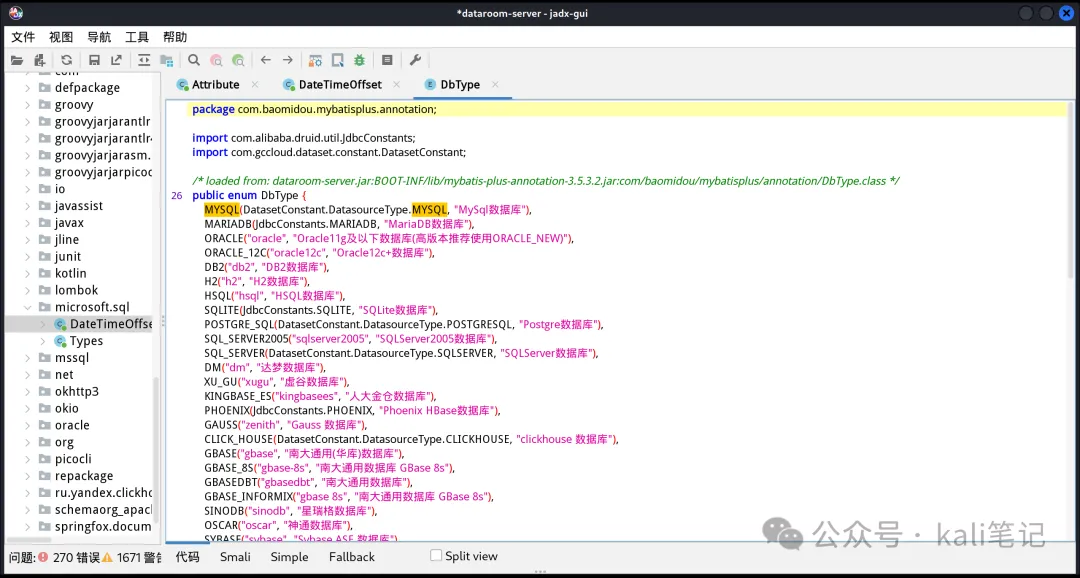 *dataroom-server - jadx-gui
文件 视图 导航 工具 帮助
Attribute DateTimeOffset DbType
com
defpackage
groovy
groovyjarjarantlr
groovyjarjarantlr
groovyjarjarasm.
groovyjarjarpico
io
javassist
javax
jline
junit
kotlin
lombok
microsoft.sql
DateTimeOffse
Types
mssql
net
okhttp3
okio
oracle
org
picocli
repackage
ru.yandex.clickho
schemaorg_apac
springfox.docum
package com.baomidou.mybatisplus.annotation;
import com.alibaba.druid.util.JdbcConstants;
import com.gccloud.dataset.constant.DatasetConstant;
/* loaded from: dataroom-server.jar:BOOT-INF/lib/mybatis-plus-annotation-3.5.3.2.jar:com/baomidou/mybatisplus/annotation/DbType.class */
26 public enum DbType {
MYSQL(DatasetConstant.DatasourceType.MYSQL, "MySql数据库"),
MARIADB(JdbcConstants.MARIADB, "MariaDB数据库"),
ORACLE("oracle", "Oracle11g及以下数据库(高版本推荐使用ORACLE_NEW)"),
ORACLE_12C("oracle12c", "Oracle12c+数据库"),
DB2("db2", "DB2数据库"),
H2("h2", "H2数据库"),
HSQL("hsql", "HSQL数据库"),
SQLITE(JdbcConstants.SQLITE, "SQLite数据库"),
POSTGRE_SQL(DatasetConstant.DatasourceType.POSTGRESQL, "Postgre数据库"),
SQL_SERVER2005("sqlserver2005", "SQLServer2005数据库"),
SQL_SERVER(DatasetConstant.DatasourceType.SQLSERVER, "SQLServer数据库"),
DM("dm", "达梦数据库"),
XU_GU("xugu", "虚谷数据库"),
KINGBASE_ES("kingbasees", "人大金仓数据库"),
PHOENIX(JdbcConstants.PHOENIX, "Phoenix HBase数据库"),
GAUSS("zenith", "Gauss 数据库"),
CLICK_HOUSE(DatasetConstant.DatasourceType.CLICKHOUSE, "clickhouse 数据库"),
GBASE("gbase", "南大通用(华库)数据库"),
GBASE_8S("gbase-8s", "南大通用数据库 GBase 8s"),
GBASEDBT("gbasedbt", "南大通用数据库"),
GBASE_INFORMIX("gbase 8s", "南大通用数据库 GBase 8s"),
SINODB("sinodb", "星瑞格数据库"),
OSCAR("oscar", "神通数据库"),
SYBASE("sybase", "Sybase ASE 数据库"),
公众号 · kali笔记
问题: 270 错误 1671 警告 代码 Smali Simple Fallback Split view